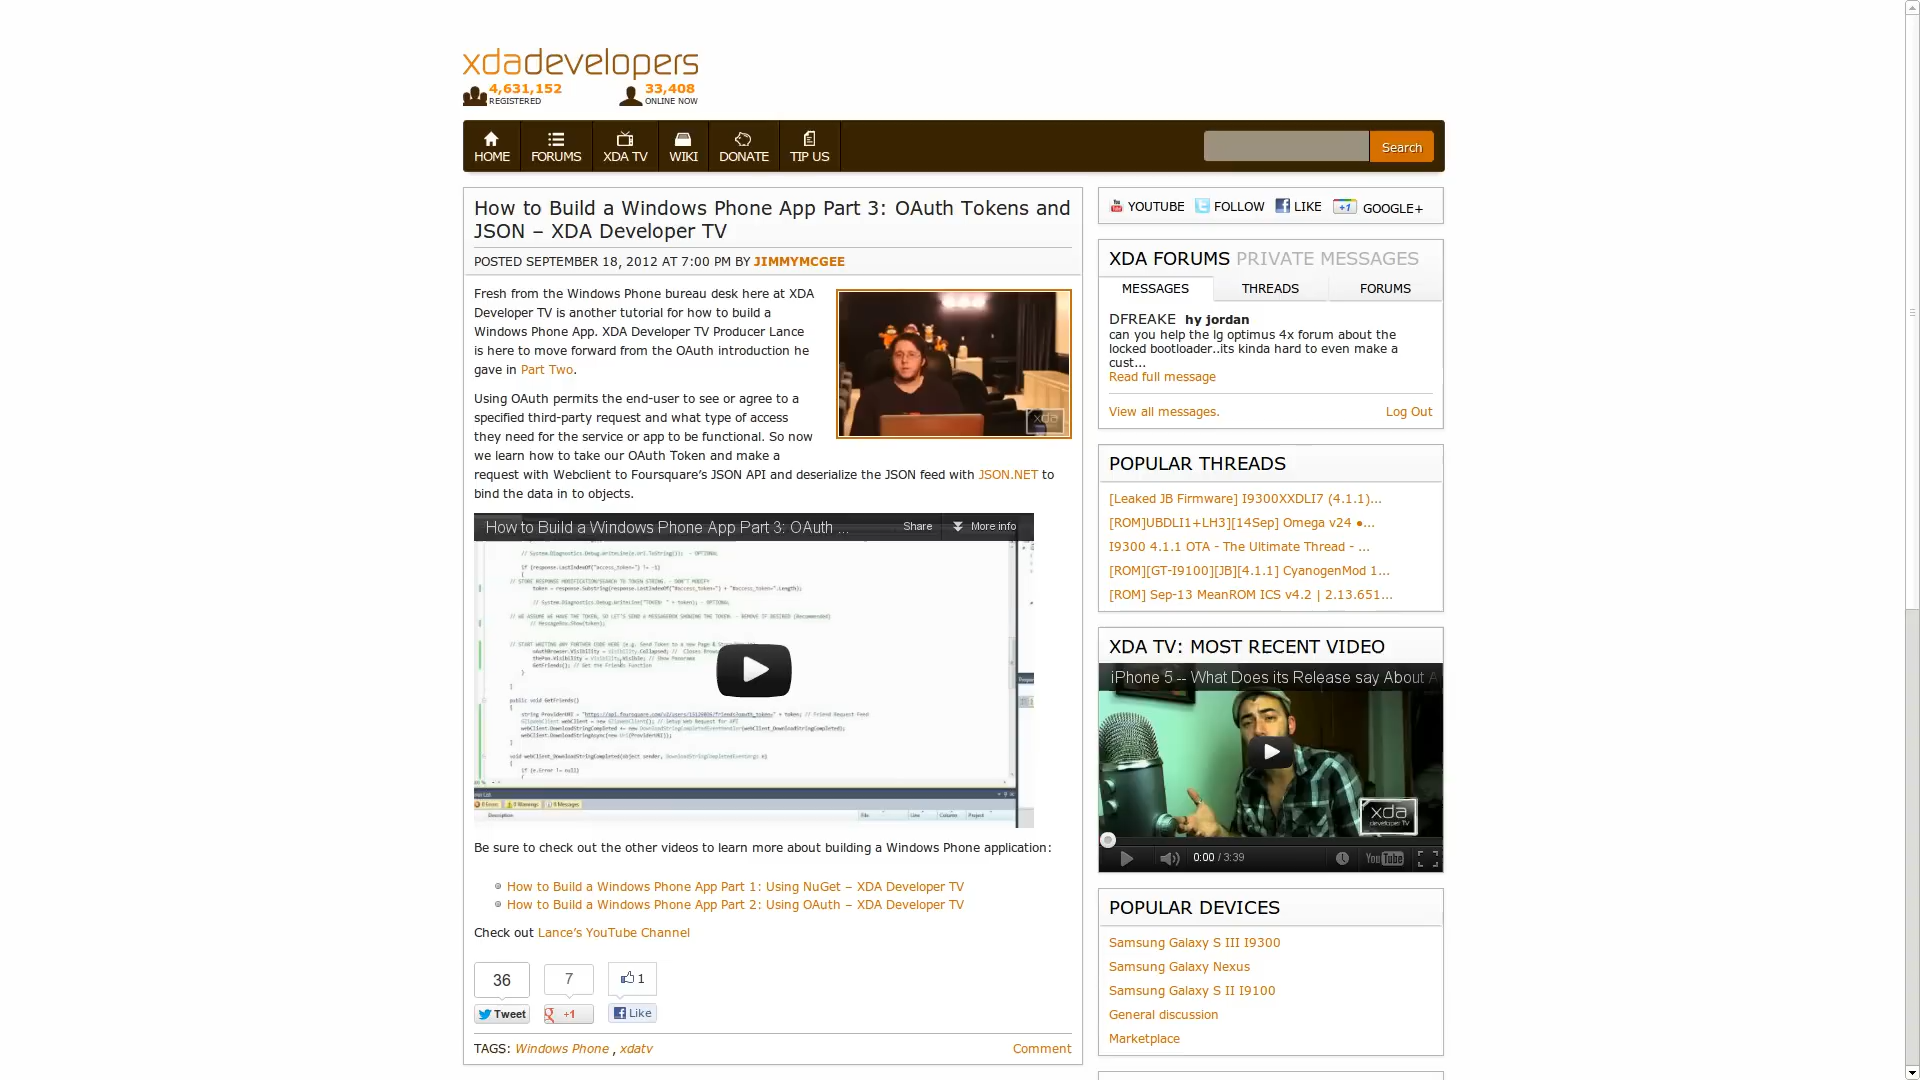 xdadevelopers
4,631,152
REGISTERED
33,408
ONLINE NOW
HOME
FORUMS
XDA TV
WIKI
DONATE
TIP US
Search
How to Build a Windows Phone App Part 3: OAuth Tokens and
JSON – XDA Developer TV
POSTED SEPTEMBER 18, 2012 AT 7:00 PM BY JIMMYMCGEE
Fresh from the Windows Phone bureau desk here at XDA
Developer TV is another tutorial for how to build a
Windows Phone App. XDA Developer TV Producer Lance
is here to move forward from the OAuth introduction he
gave in Part Two.
xda
Using OAuth permits the end-user to see or agree to a
specified third-party request and what type of access
they need for the service or app to be functional. So now
we learn how to take our OAuth Token and make a
request with Webclient to Foursquare’s JSON API and deserialize the JSON feed with JSON.NET to
bind the data in to objects.
How to Build a Windows Phone App Part 3: OAuth ...
Share
More info
if (e.Error != null)
Description
File
Line
Column
Project
Be sure to check out the other videos to learn more about building a Windows Phone application:
How to Build a Windows Phone App Part 1: Using NuGet – XDA Developer TV
How to Build a Windows Phone App Part 2: Using OAuth – XDA Developer TV
Check out Lance’s YouTube Channel
36
7
1
Tweet
+1
Like
TAGS: Windows Phone , xdatv
Comment
YOUTUBE
FOLLOW
LIKE
+1
GOOGLE+
XDA FORUMS PRIVATE MESSAGES
MESSAGES
THREADS
FORUMS
DFREAKE hy jordan
can you help the lg optimus 4x forum about the
locked bootloader..its kinda hard to even make a
cust...
Read full message
View all messages.
Log Out
POPULAR THREADS
[Leaked JB Firmware] I9300XXDLI7 (4.1.1)...
[ROM]UBDLI1+LH3][14Sep] Omega v24 ●...
I9300 4.1.1 OTA - The Ultimate Thread - ...
[ROM][GT-I9100][JB][4.1.1] CyanogenMod 1...
[ROM] Sep-13 MeanROM ICS v4.2 | 2.13.651...
XDA TV: MOST RECENT VIDEO
iPhone 5 -- What Does its Release say About A
xda
developer TV
0:00 / 3:39
YouTube
POPULAR DEVICES
Samsung Galaxy S III I9300
Samsung Galaxy Nexus
Samsung Galaxy S II I9100
General discussion
Marketplace